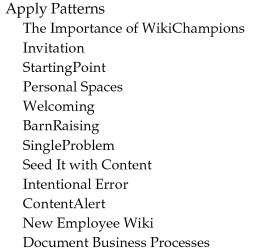 Apply Patterns
The Importance of WikiChampions
Invitation
StartingPoint
Personal Spaces
Welcoming
BarnRaising
SingleProblem
Seed It with Content
Intentional Error
ContentAlert
New Employee Wiki
Document Business Processes